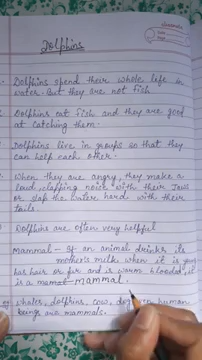 Dolphins
Dolphins spend their whole life in
water. But they are not fish
Dolphins eat fish and they are good
at catching them.
Dolphins live in groups so that they
can help each other.
When they are angry, they make a
loud clapping noise with their Jaws
or slap the water hard with their
tails.
Dolphins are often very helpful
Mammal - If an animal drinks its
mother's milk when it is young
has hair or fur and is warm blooded, it
is a mammal
whales, dolphins, cow, dog human
beings are mammals.